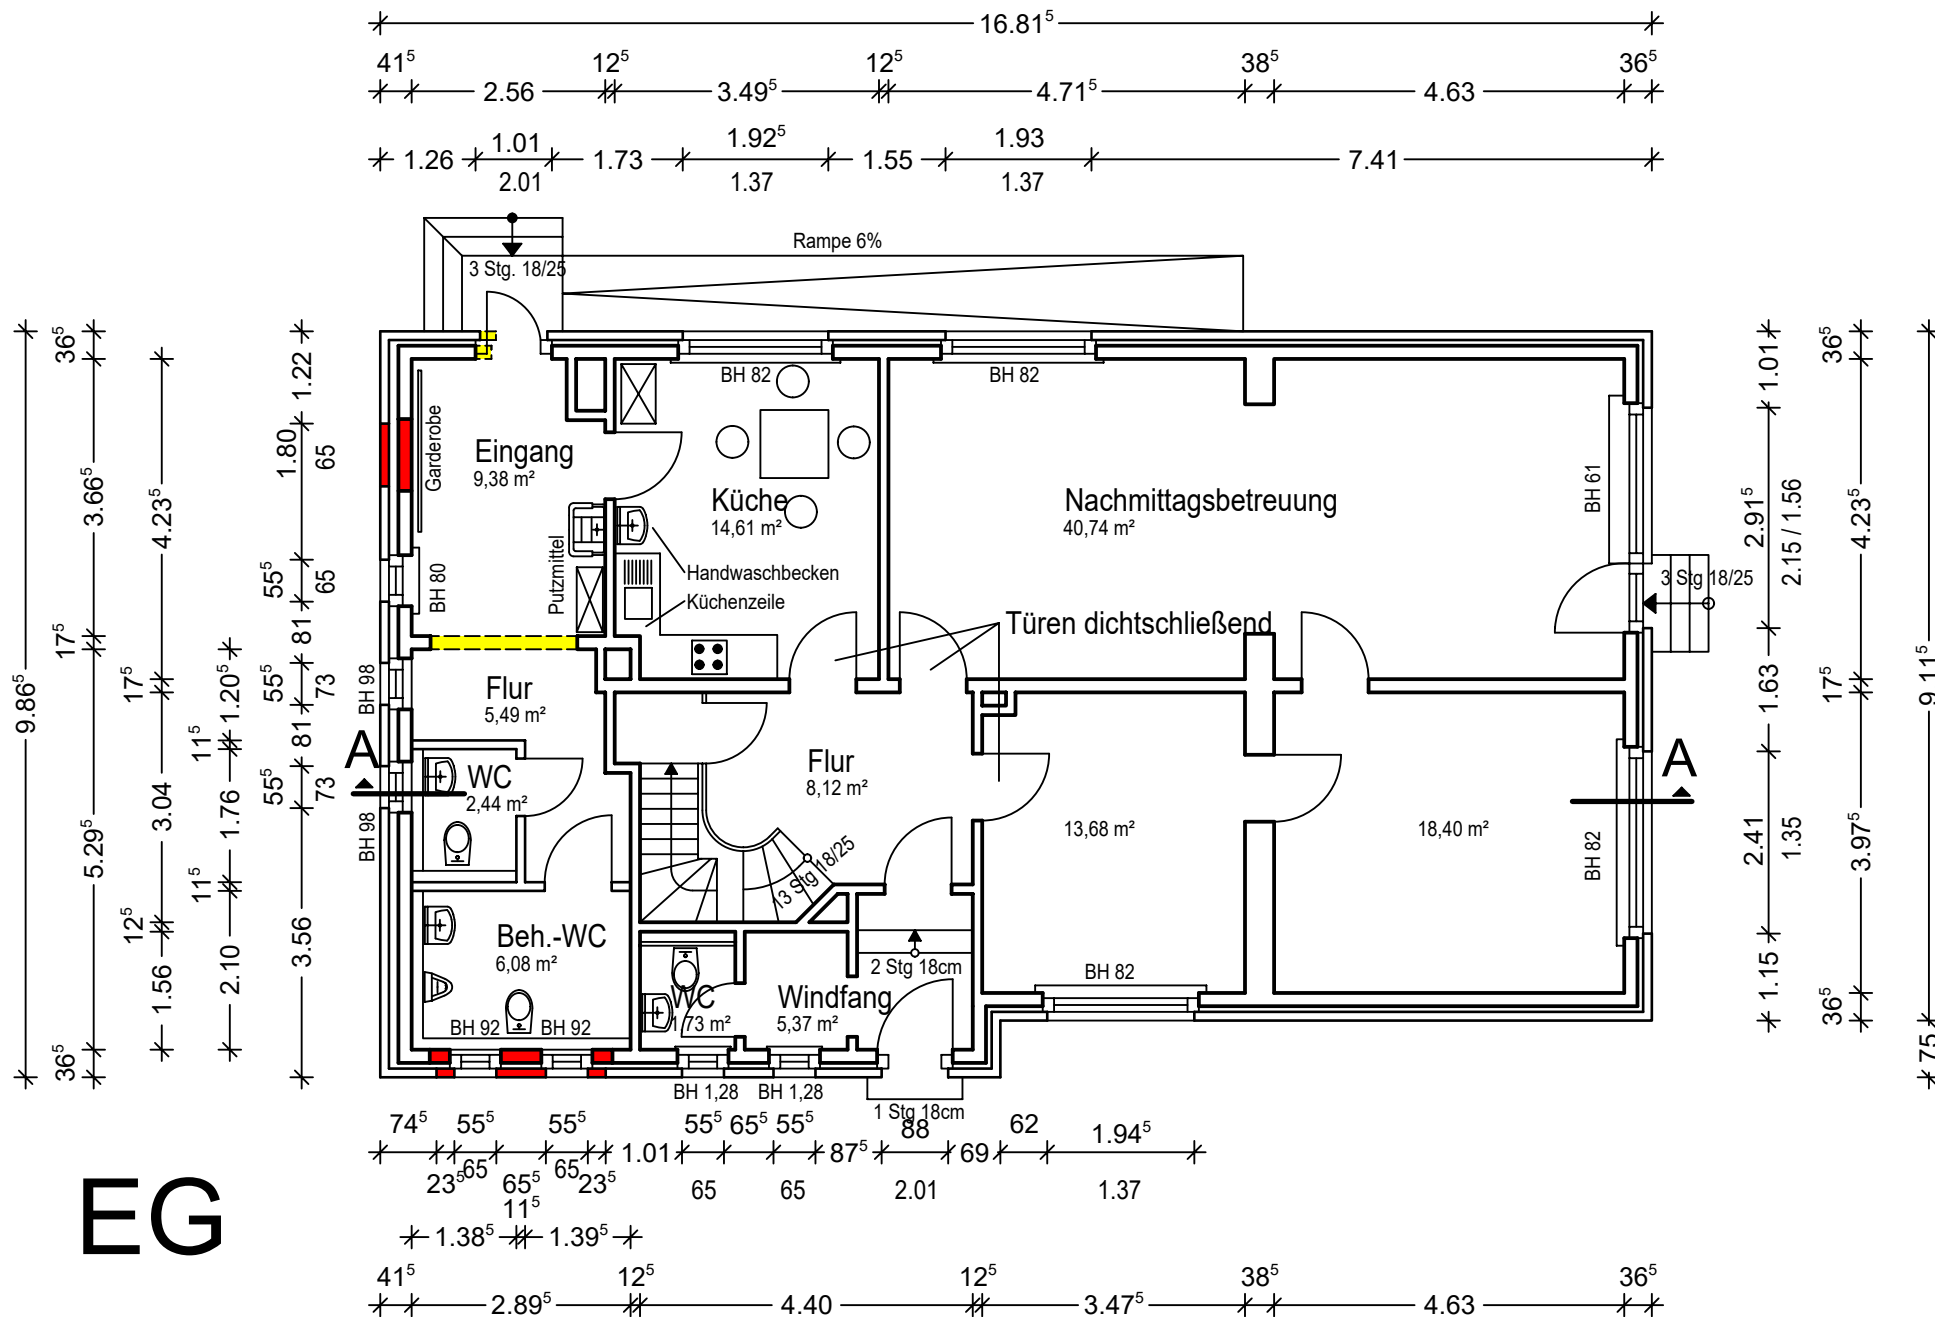 16.81⁵
41⁵ 12⁵ 12⁵ 38⁵ 36⁵
2.56 3.49⁵ 4.71⁵ 4.63
1.01 1.92⁵ 1.93
1.26 1.73 1.55 7.41
2.01 1.37 1.37
Rampe 6%
3 Stg. 18/25
BH 82 BH 82
Garderobe
Eingang
9,38 m²
Küche
14,61 m²
Nachmittagsbetreuung
40,74 m²
BH 61
BH 80
Putzmittel
Handwaschbecken
Küchenzeile
3 Stg 18/25
Türen dichtschließend
BH 98
Flur
5,49 m²
A
WC
2,44 m²
BH 98
Flur
8,12 m²
13,68 m²
18,40 m²
A
BH 82
13 Stg 18/25
Beh.-WC
6,08 m²
BH 92 BH 92
WC
1,73 m²
Windfang
5,37 m²
2 Stg 18cm
BH 82
BH 1,28 BH 1,28
1 Stg 18cm
9.86⁵
36⁵
3.66⁵
17⁵
5.29⁵
36⁵
4.23⁵
17⁵
3.04
12⁵
1.56
1.20⁵
11⁵
1.76
11⁵
2.10
1.22
1.80
65
55⁵
65
81
55⁵
73
81
55⁵
73
3.56
1.01
2.91⁵
2.15 / 1.56
1.63
2.41
1.35
1.15
36⁵
4.23⁵
17⁵
3.97⁵
36⁵
9.11⁵
75
74⁵ 55⁵ 55⁵ 55⁵ 65⁵ 55⁵ 88 62 1.94⁵
1.01 87⁵ 69
23⁵ 65 65⁵ 65 23⁵ 65 65 2.01 1.37
11⁵
1.38⁵ 1.39⁵
EG
41⁵ 12⁵ 12⁵ 38⁵ 36⁵
2.89⁵ 4.40 3.47⁵ 4.63